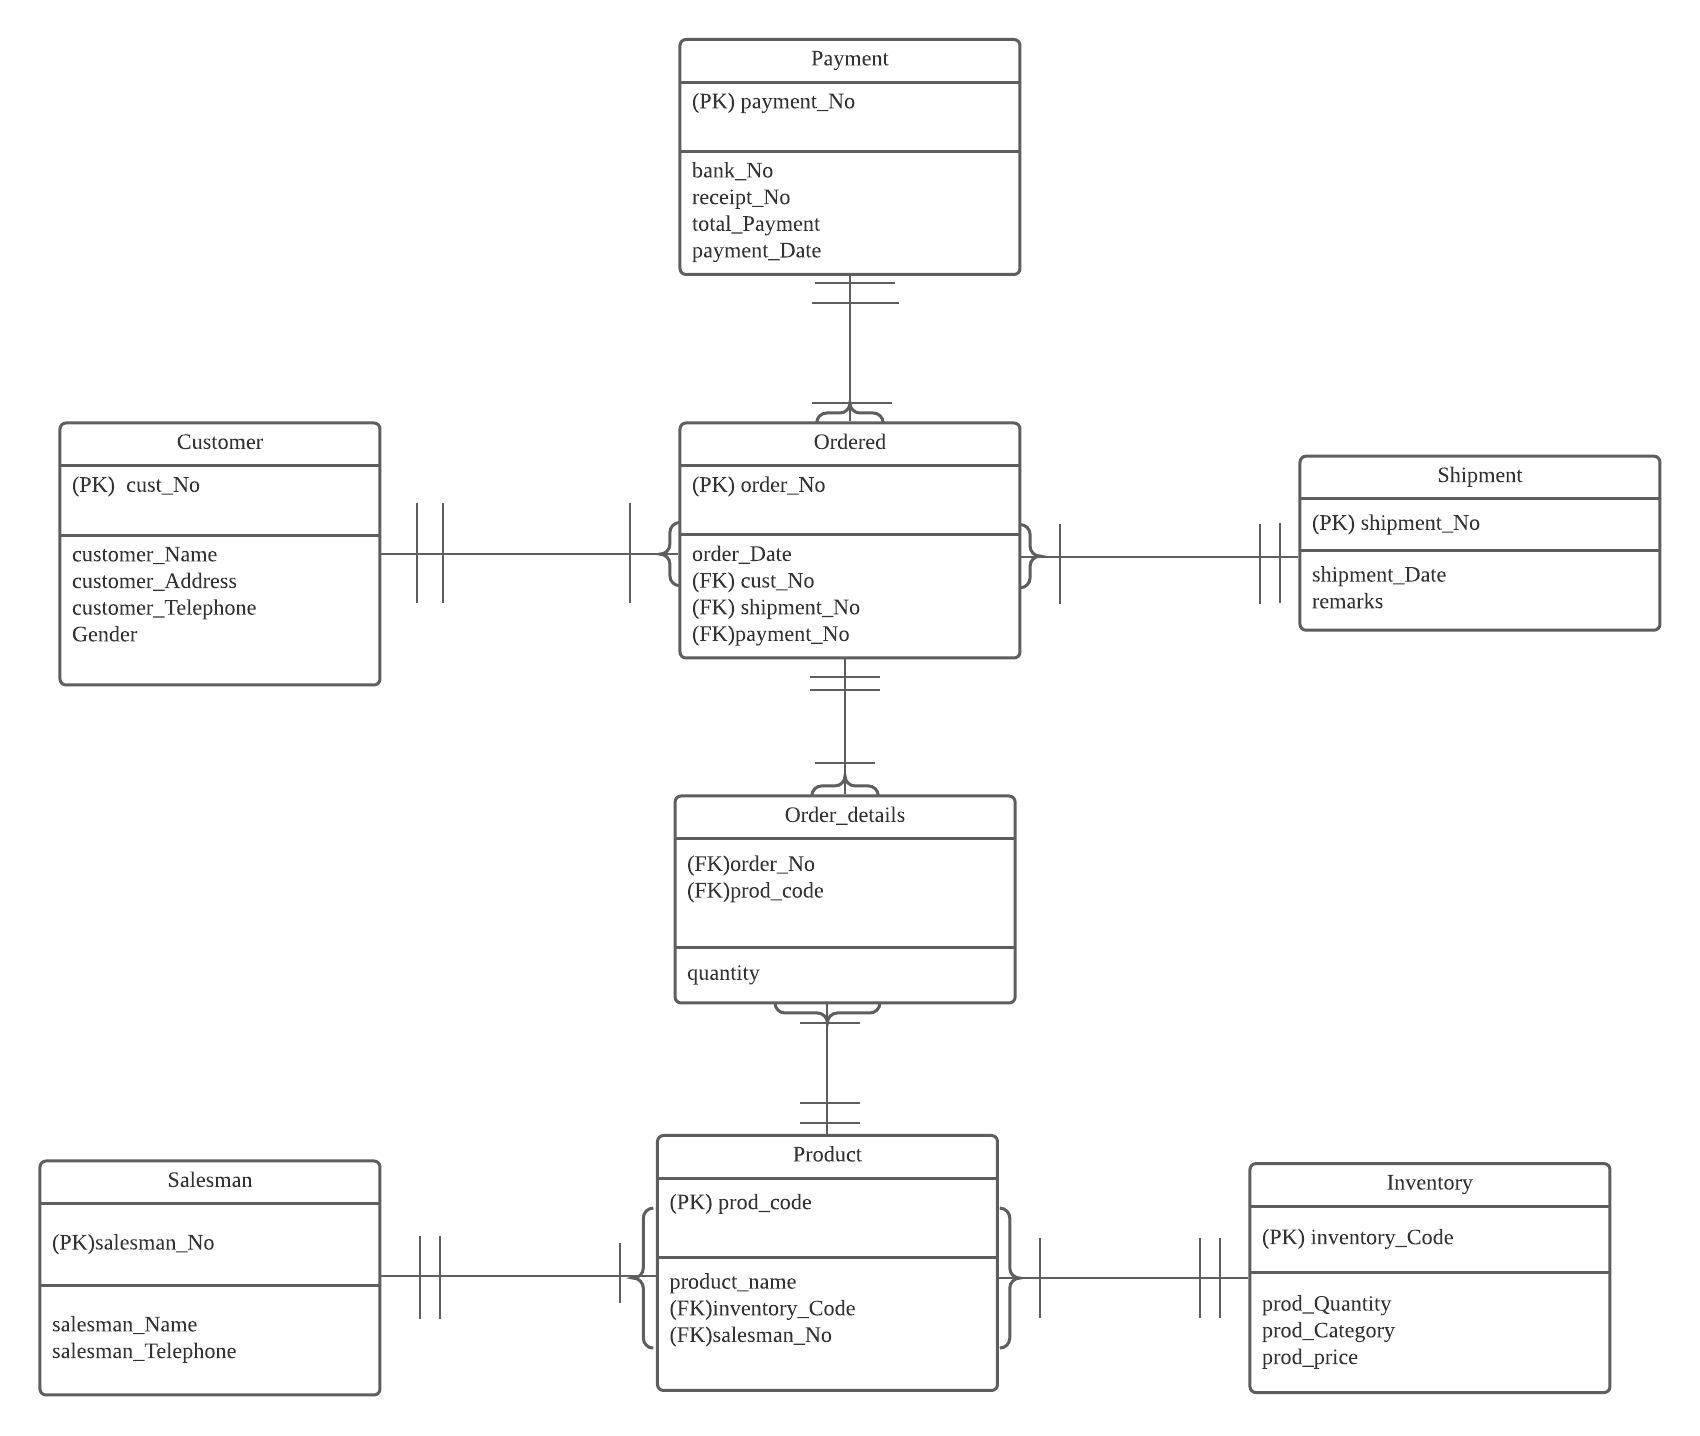 Payment
(PK) payment_No
bank_No
receipt_No
total_Payment
payment_Date
Customer
(PK)  cust_No
customer_Name
customer_Address
customer_Telephone
Gender
Ordered
(PK) order_No
order_Date
(FK) cust_No
(FK) shipment_No
(FK)payment_No
Shipment
(PK) shipment_No
shipment_Date
remarks
Order_details
(FK)order_No
(FK)prod_code
quantity
Salesman
(PK)salesman_No
salesman_Name
salesman_Telephone
Product
(PK) prod_code
product_name
(FK)inventory_Code
(FK)salesman_No
Inventory
(PK) inventory_Code
prod_Quantity
prod_Category
prod_price